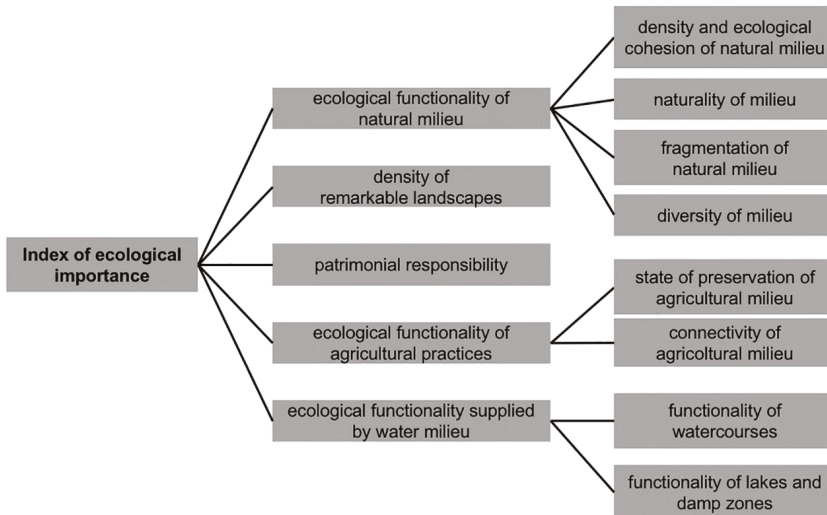 Index of ecological
importance
ecological functionality of
natural milieu
density of
remarkable landscapes
patrimonial responsibility
ecological functionality of
agricultural practices
ecological functionality supplied
by water milieu
density and ecological
cohesion of natural milieu
naturality of milieu
fragmentation of
natural milieu
diversity of milieu
state of preservation of
agricultural milieu
connectivity of
agricoltural milieu
functionality of
watercourses
functionality of lakes and
damp zones